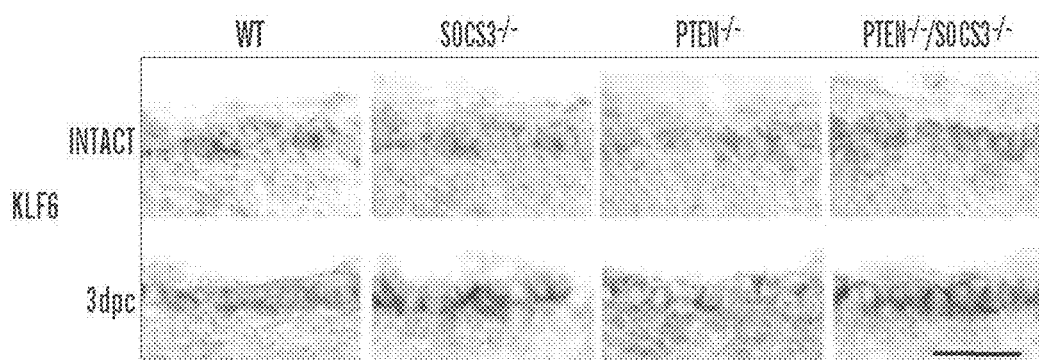 WT SOCS3-/- PTEN-/- PTEN-/-/SOCS3-/-
INTACT
KLF6
3dpc